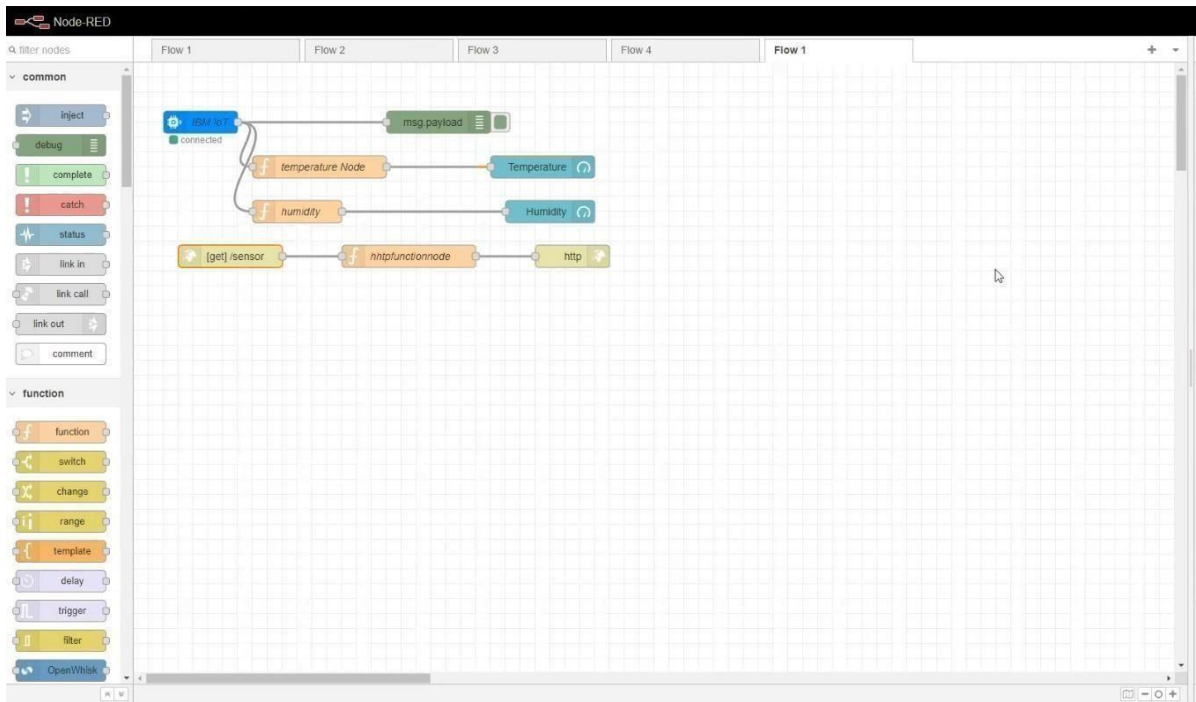 Node-RED
filter nodes
Flow 1
Flow 2
Flow 3
Flow 4
Flow 1
common
inject
debug
complete
catch
status
link in
link call
link out
comment
function
function
switch
change
range
template
delay
trigger
filter
OpenWhisk
IBM IoT
connected
msg.payload
temperature Node
Temperature
humidity
Humidity
[get] /sensor
hhtpfunctionnode
http